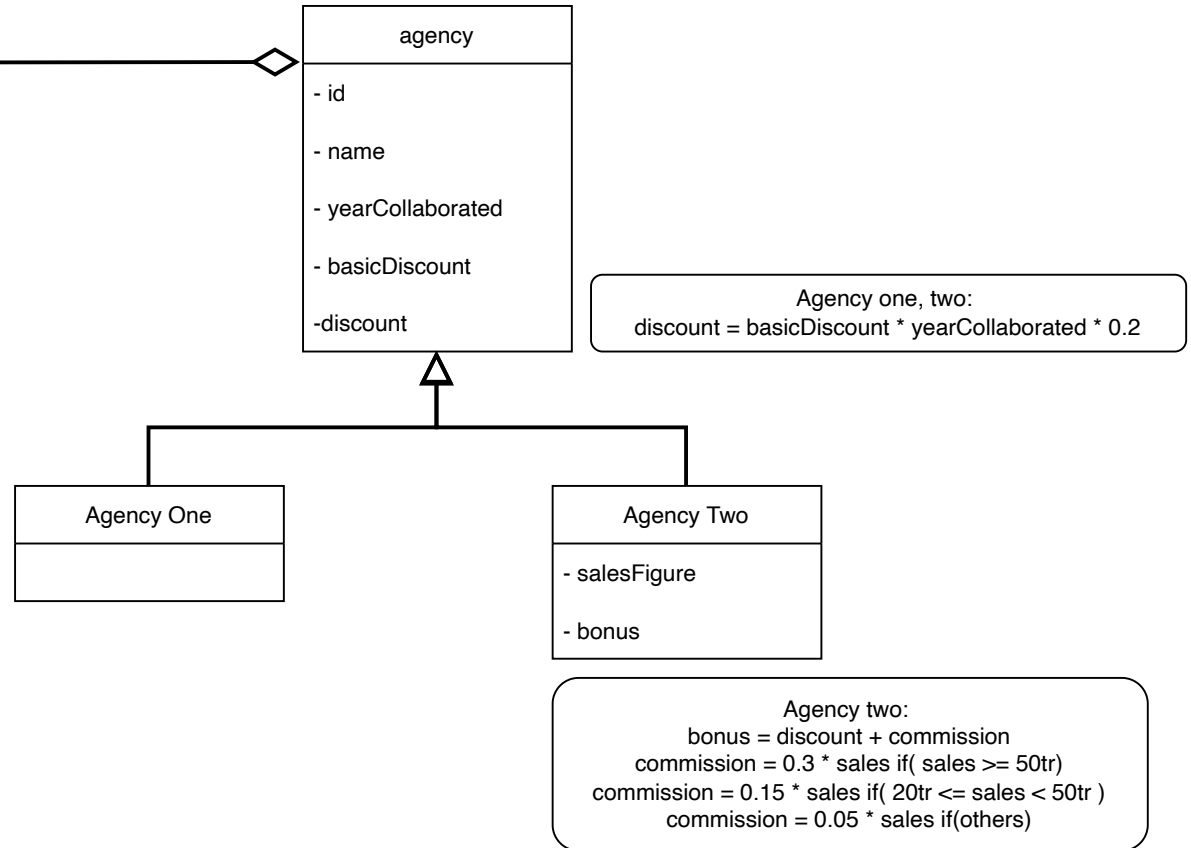 agency
- id
- name
- yearCollaborated
- basicDiscount
-discount
Agency one, two:
discount = basicDiscount * yearCollaborated * 0.2
Agency One
Agency Two
- salesFigure
- bonus
Agency two:
bonus = discount + commission
commission = 0.3 * sales if( sales >= 50tr)
commission = 0.15 * sales if( 20tr <= sales < 50tr )
commission = 0.05 * sales if(others)